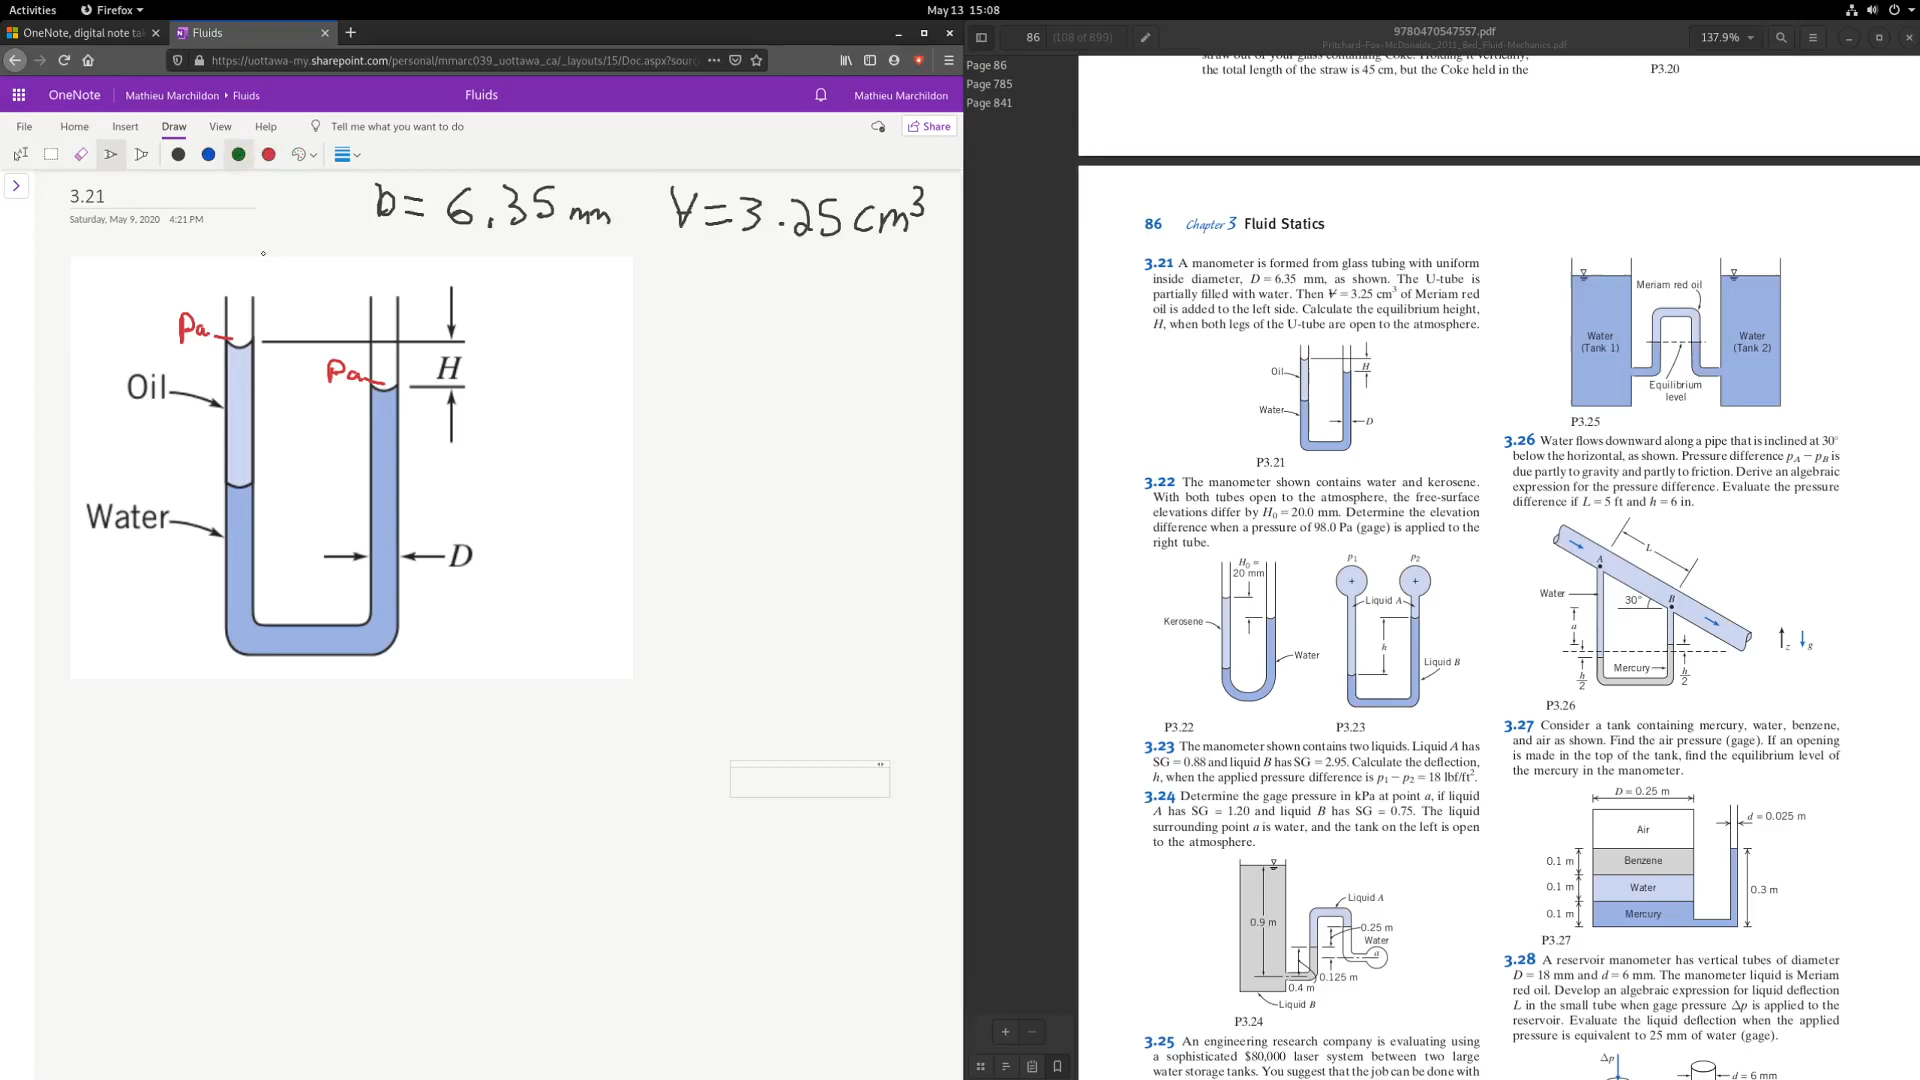 Activities
Firefox
May 13 15:08
OneNote, digital note ta
Fluids
https://uottawa-my.sharepoint.com/personal/mmarc039_uottawa_ca/_layouts/15/Doc.aspx?sourc
OneNote
Mathieu Marchildon › Fluids
Fluids
Mathieu Marchildon
File Home Insert Draw View Help Tell me what you want to do
Share
3.21
Saturday, May 9, 2020 4:21 PM
D = 6.35 mm V = 3.25 cm³
Pa
Pa
H
Oil
Water
D
9780470547557.pdf
Pritchard-Fox-McDonalds_2011_8ed_Fluid-Mechanics.pdf
86 (108 of 899)
137.9%
Page 86
Page 785
Page 841
straw out of your glass containing Coke. Holding it vertically,
the total length of the straw is 45 cm, but the Coke held in the
P3.20
86 Chapter 3 Fluid Statics
3.21 A manometer is formed from glass tubing with uniform
inside diameter, D = 6.35 mm, as shown. The U-tube is
partially filled with water. Then V = 3.25 cm³ of Meriam red
oil is added to the left side. Calculate the equilibrium height,
H, when both legs of the U-tube are open to the atmosphere.
Oil
H
Water
D
P3.21
3.22 The manometer shown contains water and kerosene.
With both tubes open to the atmosphere, the free-surface
elevations differ by H₀ = 20.0 mm. Determine the elevation
difference when a pressure of 98.0 Pa (gage) is applied to the
right tube.
H₀ =
20 mm
Kerosene
Water
P3.22
p₁ p₂
Liquid A
h
Liquid B
P3.23
3.23 The manometer shown contains two liquids. Liquid A has
SG = 0.88 and liquid B has SG = 2.95. Calculate the deflection,
h, when the applied pressure difference is p₁ − p₂ = 18 lbf/ft².
3.24 Determine the gage pressure in kPa at point a, if liquid
A has SG = 1.20 and liquid B has SG = 0.75. The liquid
surrounding point a is water, and the tank on the left is open
to the atmosphere.
Liquid A
0.9 m
0.25 m
Water
a
0.125 m
0.4 m
Liquid B
P3.24
3.25 An engineering research company is evaluating using
a sophisticated $80,000 laser system between two large
water storage tanks. You suggest that the job can be done with
Meriam red oil
Water
(Tank 1)
Water
(Tank 2)
Equilibrium
level
P3.25
3.26 Water flows downward along a pipe that is inclined at 30°
below the horizontal, as shown. Pressure difference pA − pB is
due partly to gravity and partly to friction. Derive an algebraic
expression for the pressure difference. Evaluate the pressure
difference if L = 5 ft and h = 6 in.
L
A
Water
30°
B
a
z
g
h
2
Mercury
h
2
P3.26
3.27 Consider a tank containing mercury, water, benzene,
and air as shown. Find the air pressure (gage). If an opening
is made in the top of the tank, find the equilibrium level of
the mercury in the manometer.
D = 0.25 m
d = 0.025 m
Air
0.1 m Benzene
0.1 m Water
0.3 m
0.1 m Mercury
P3.27
3.28 A reservoir manometer has vertical tubes of diameter
D = 18 mm and d = 6 mm. The manometer liquid is Meriam
red oil. Develop an algebraic expression for liquid deflection
L in the small tube when gage pressure Δp is applied to the
reservoir. Evaluate the liquid deflection when the applied
pressure is equivalent to 25 mm of water (gage).
Δp
d = 6 mm